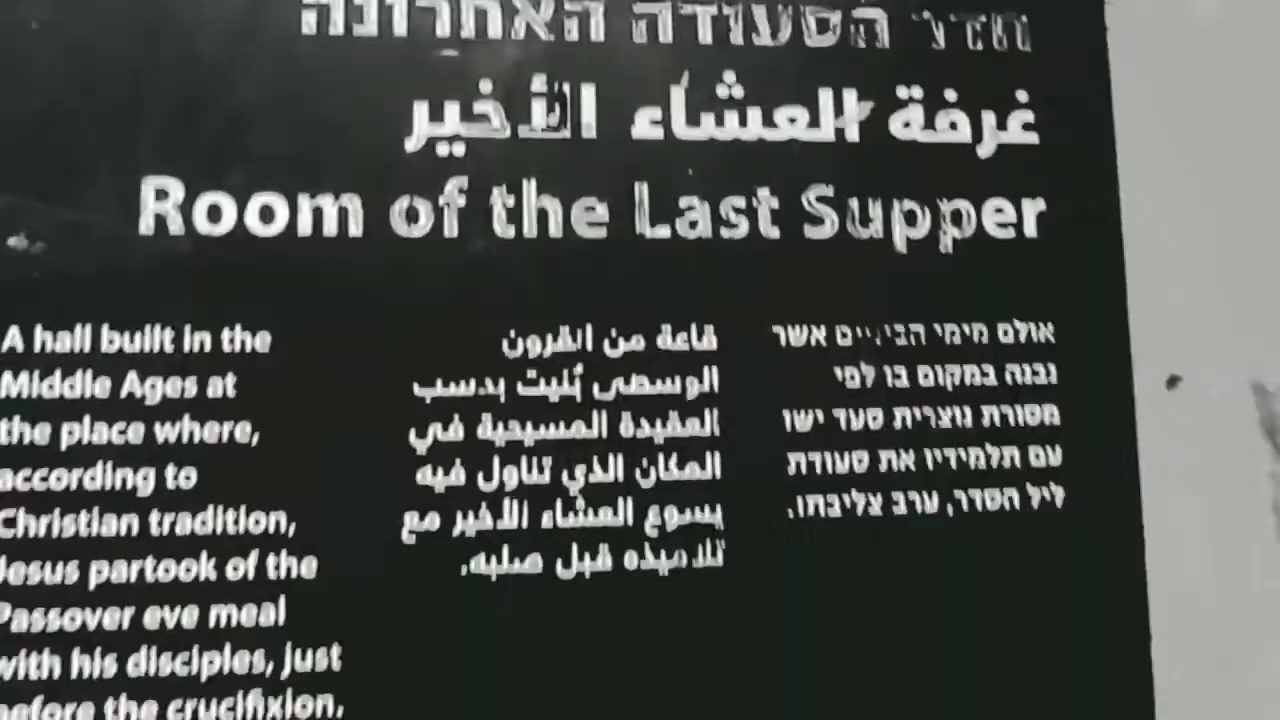 חדר הסעודה האחרונה
غرفة العشاء الأخير
Room of the Last Supper
A hall built in the
Middle Ages at
the place where,
according to
Christian tradition,
Jesus partook of the
Passover eve meal
with his disciples, just
before the crucifixion.
قاعة من القرون
الوسطى بُنيت بحسب
العقيدة المسيحية في
المكان الذي تناول فيه
يسوع العشاء الأخير مع
تلاميذه قبل صلبه.
אולם מימי הביניים אשר
נבנה במקום בו לפי
מסורת נוצרית סעד ישו
עם תלמידיו את סעודת
ליל הסדר, ערב צליבתו.